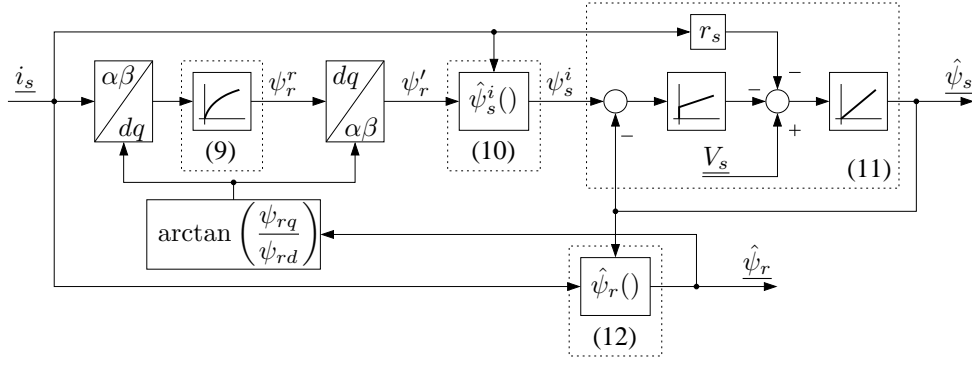 r_s
i_s
αβ
dq
ψ_r^r
dq
αβ
ψ_r′
ψ̂_s^i()
ψ_s^i
−
−
−
+
ψ̂_s
(9)
(10)
V_s
(11)
arctan(ψ_rq/ψ_rd)
ψ̂_r()
ψ̂_r
(12)